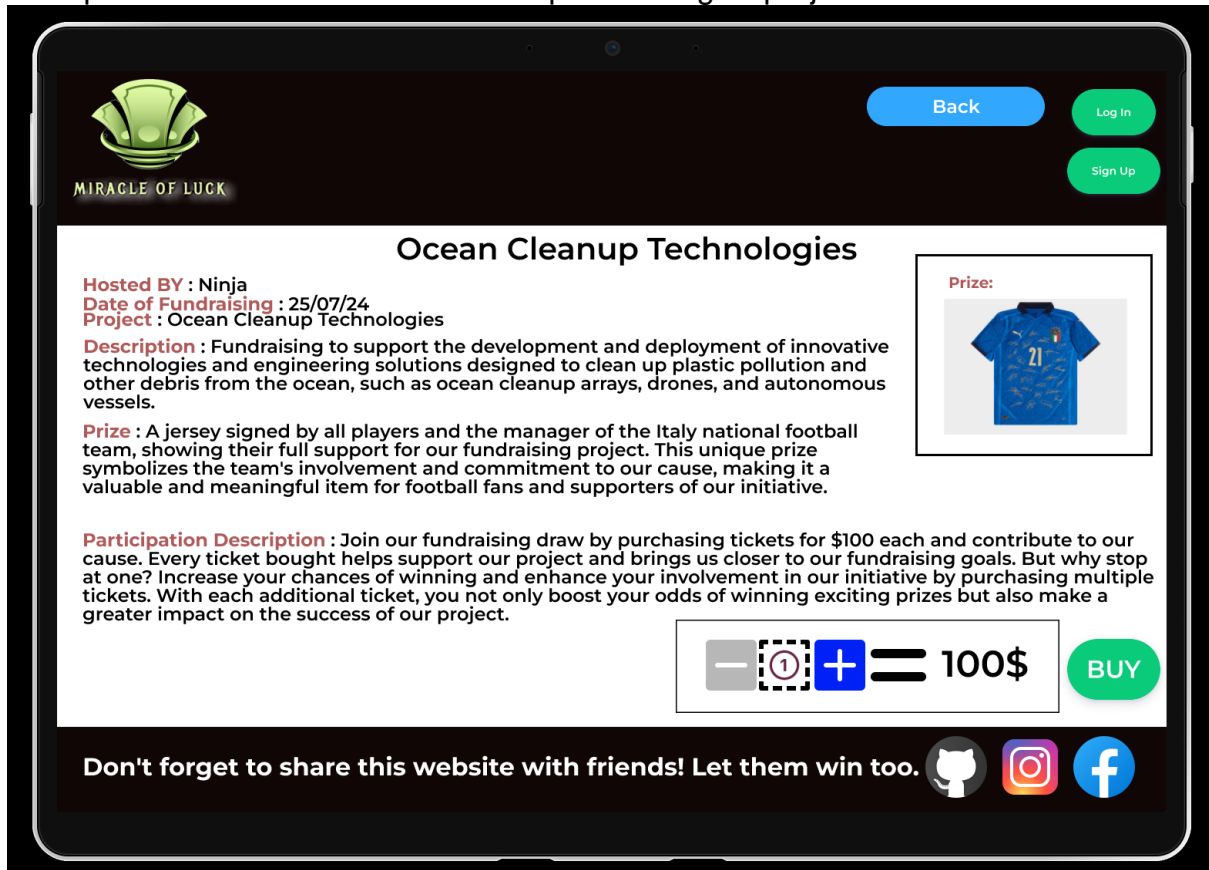 MIRACLE OF LUCK
Back
Log In
Sign Up
Ocean Cleanup Technologies
Hosted BY : Ninja
Date of Fundraising : 25/07/24
Project : Ocean Cleanup Technologies
Description : Fundraising to support the development and deployment of innovative
technologies and engineering solutions designed to clean up plastic pollution and
other debris from the ocean, such as ocean cleanup arrays, drones, and autonomous
vessels.
Prize : A jersey signed by all players and the manager of the Italy national football
team, showing their full support for our fundraising project. This unique prize
symbolizes the team's involvement and commitment to our cause, making it a
valuable and meaningful item for football fans and supporters of our initiative.
Prize:
21
Participation Description : Join our fundraising draw by purchasing tickets for $100 each and contribute to our
cause. Every ticket bought helps support our project and brings us closer to our fundraising goals. But why stop
at one? Increase your chances of winning and enhance your involvement in our initiative by purchasing multiple
tickets. With each additional ticket, you not only boost your odds of winning exciting prizes but also make a
greater impact on the success of our project.
− 1 + = 100$
BUY
Don't forget to share this website with friends! Let them win too.